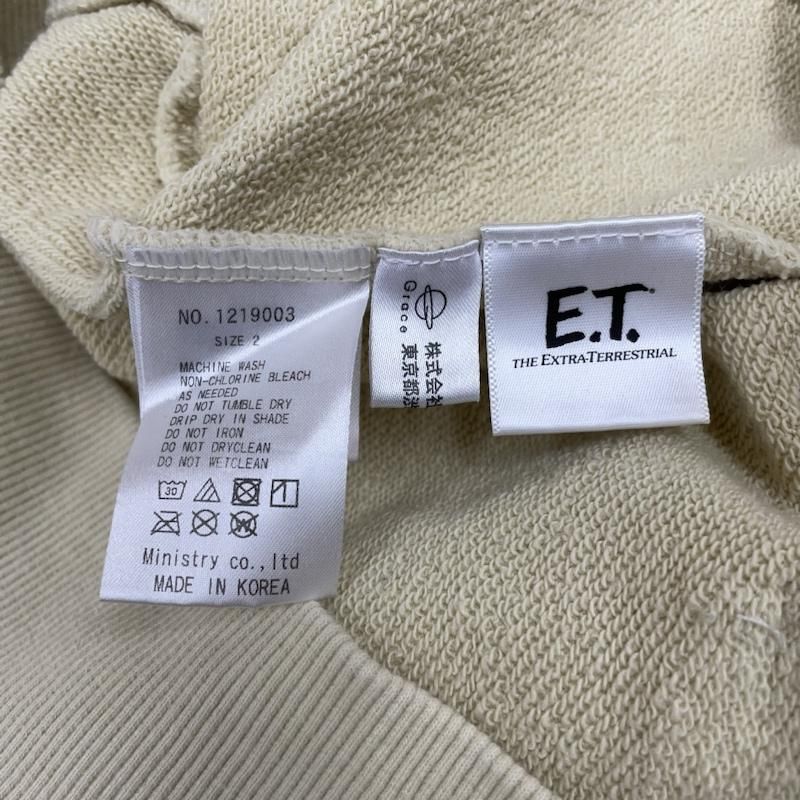 NO. 1219003
SIZE 2
MACHINE WASH
NON-CHLORINE BLEACH
AS NEEDED
DO NOT TUMBLE DRY
DRIP DRY IN SHADE
DO NOT IRON
DO NOT DRYCLEAN
DO NOT WETCLEAN
30
W
Ministry co.,ltd
MADE IN KOREA
Grace
株式会社
東京都渋
E.T.
THE EXTRA-TERRESTRIAL